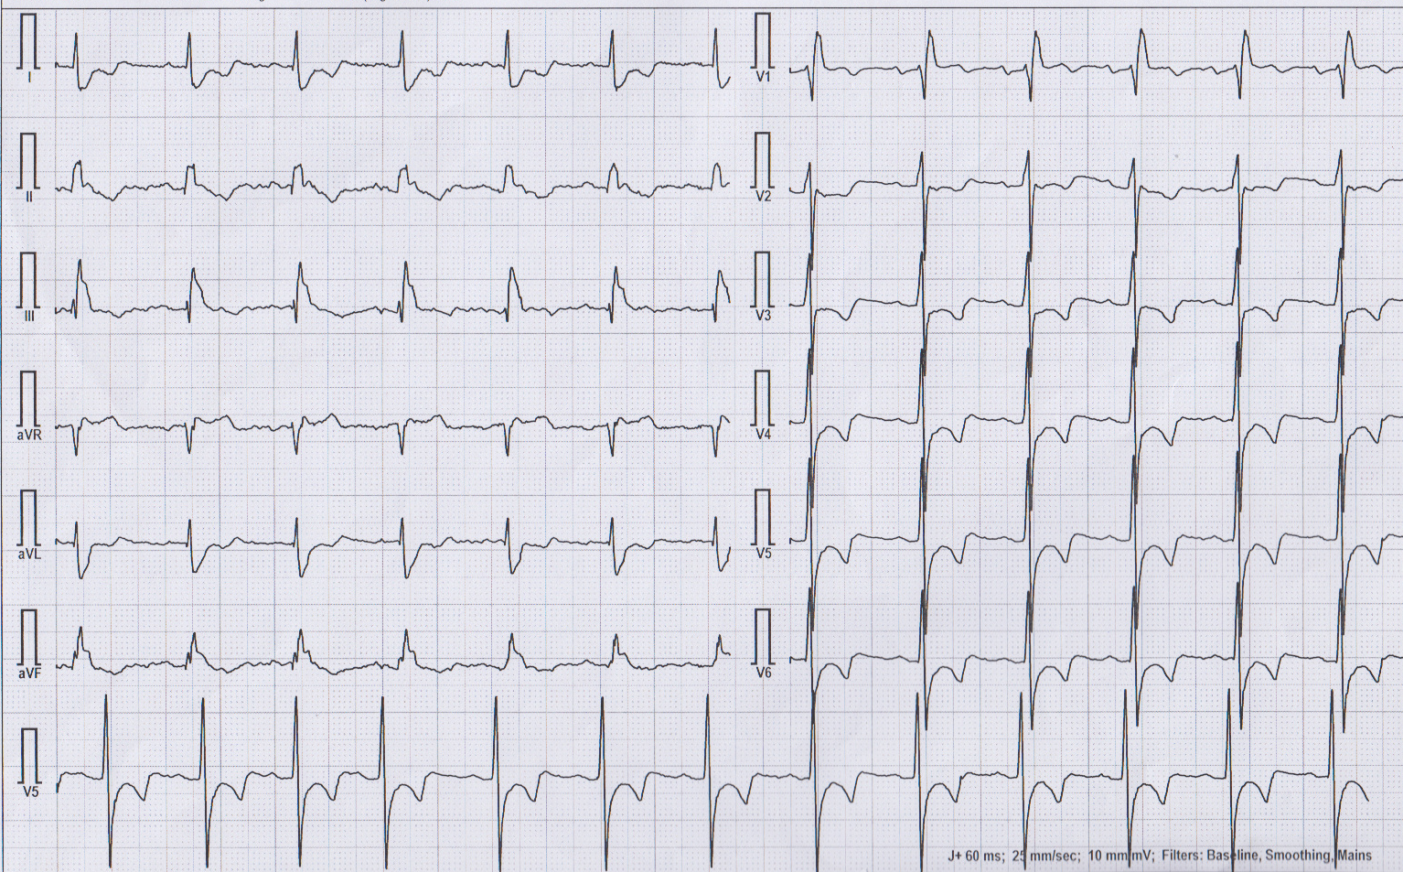 I
V1
II
V2
III
V3
aVR
V4
aVL
V5
aVF
V6
V5
J+ 60 ms; 25 mm/sec; 10 mm/mV; Filters: Baseline, Smoothing, Mains